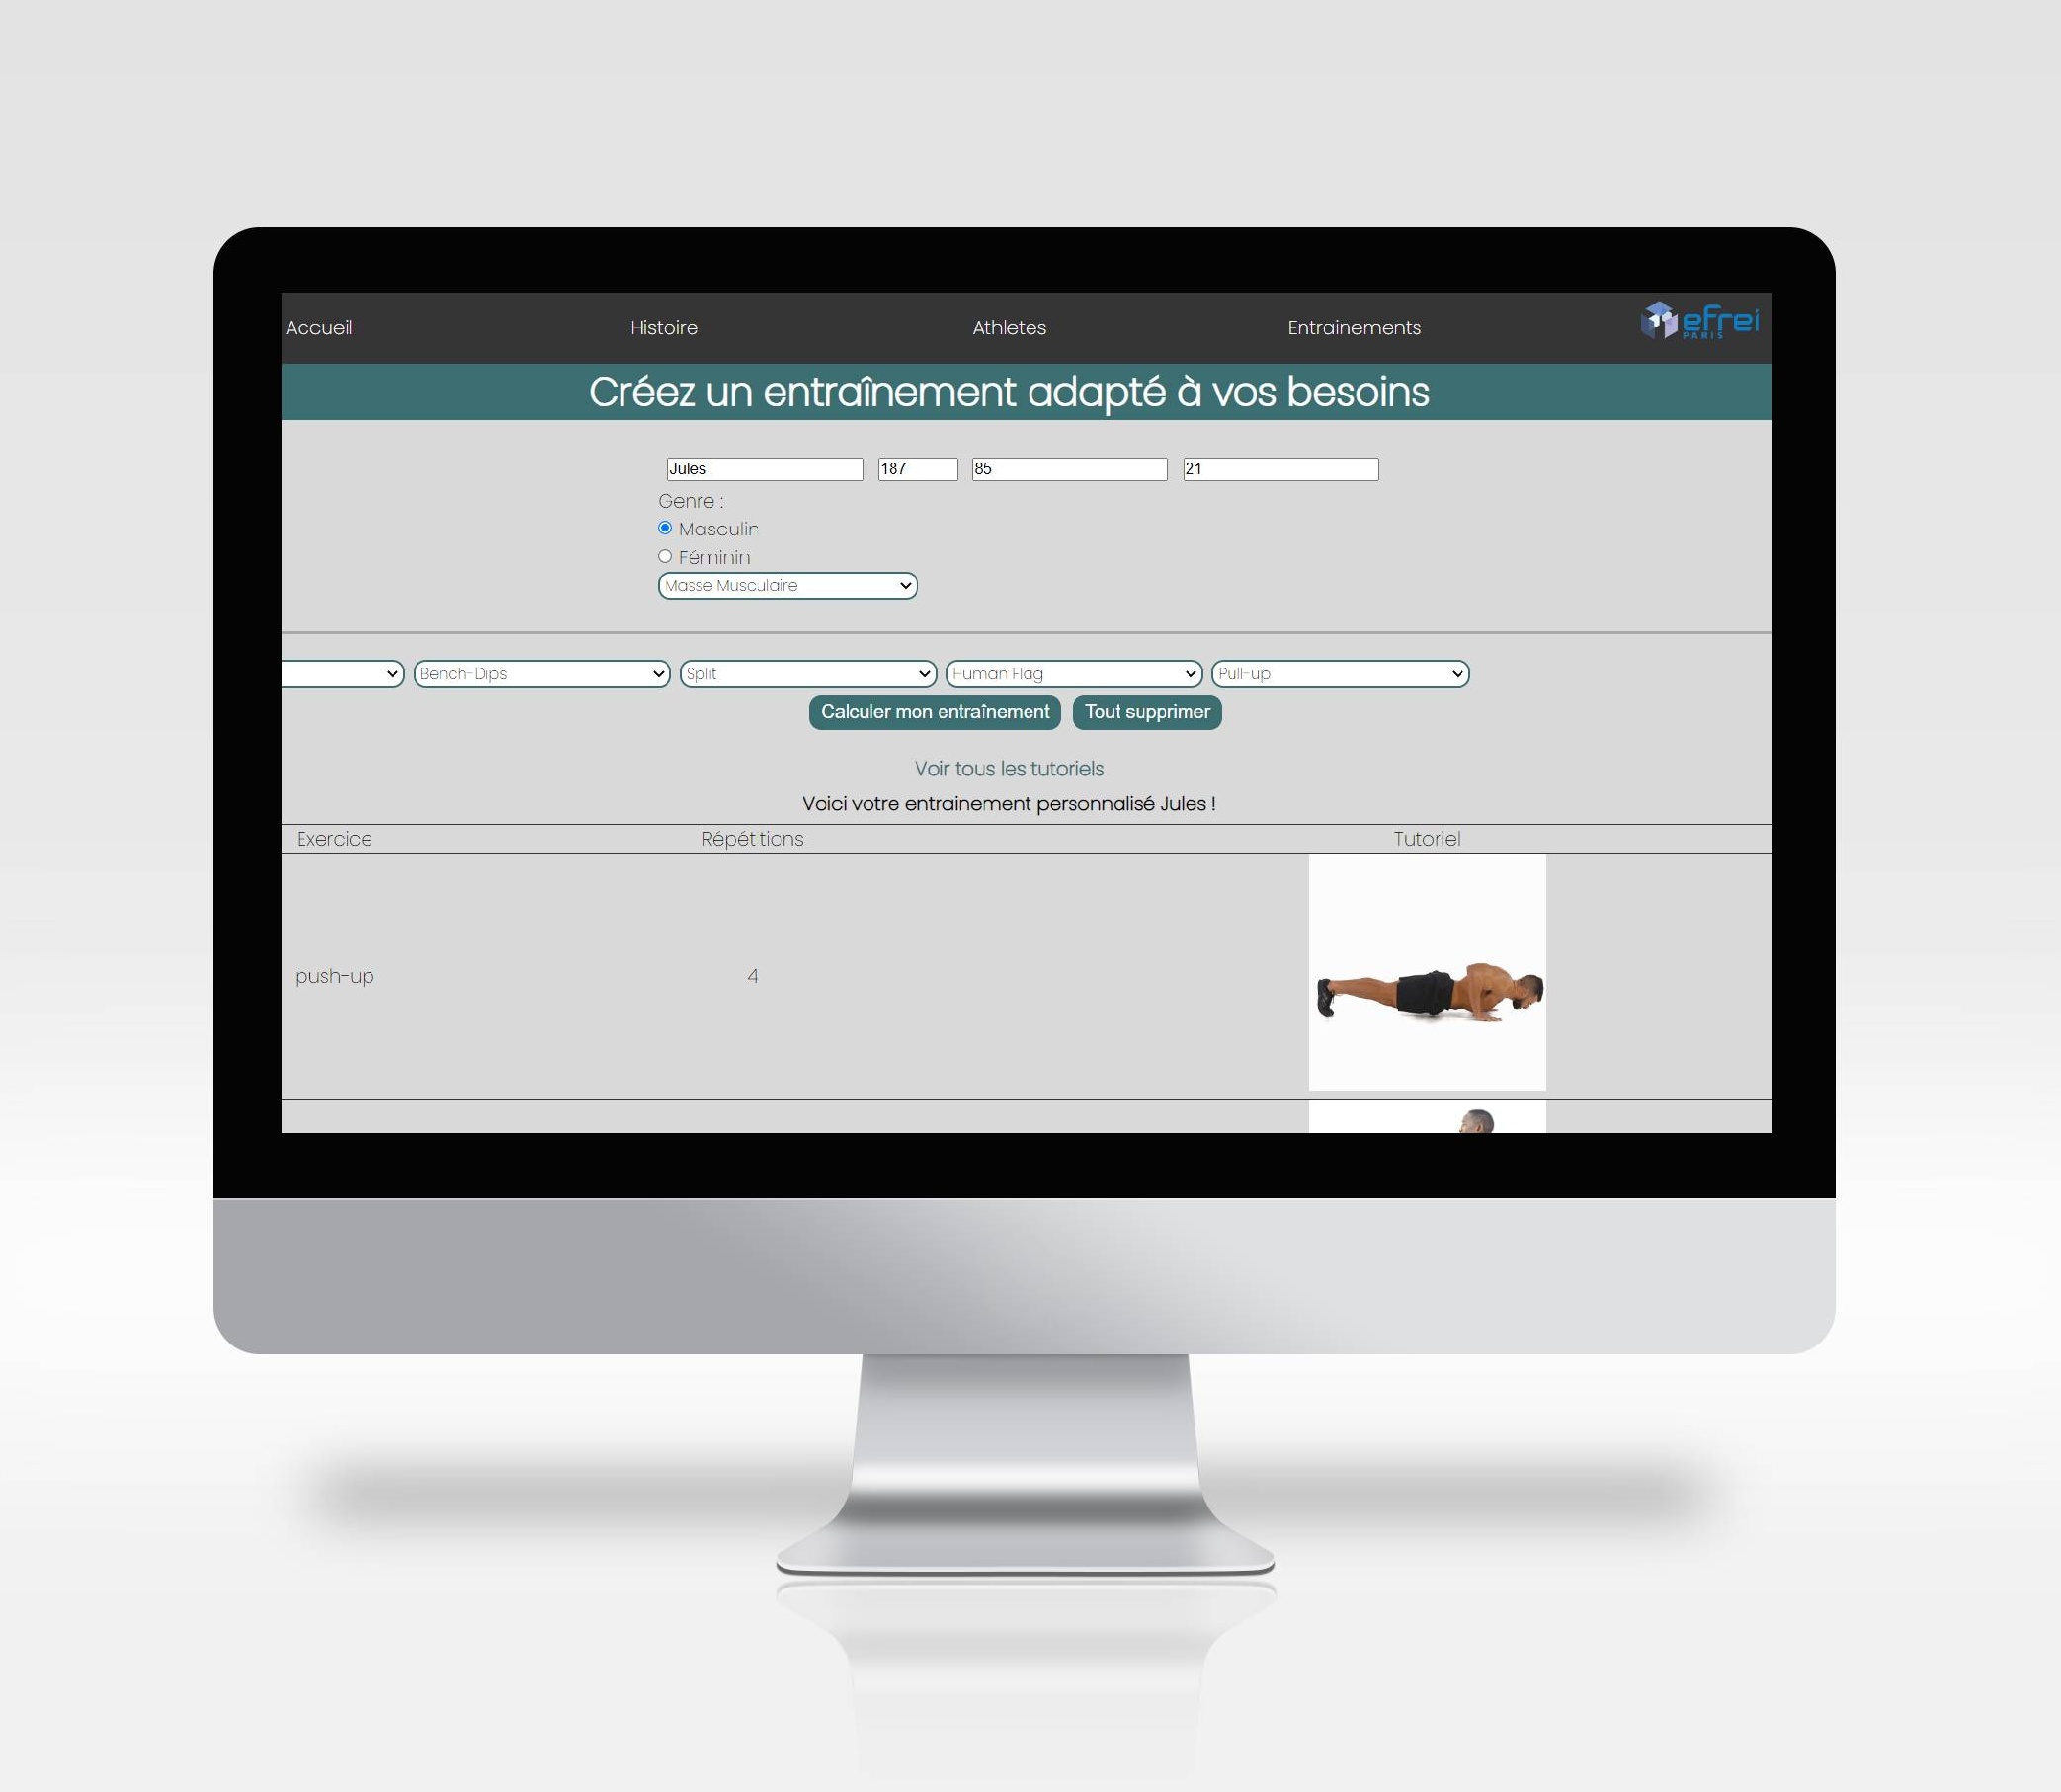 Accueil Histoire Athletes Entrainements efrei PARIS
Créez un entraînement adapté à vos besoins
Jules 187 85 21
Genre :
Masculin
Féminin
Masse Musculaire
Bench-Dips Split Human Flag Pull-up
Calculer mon entraînement Tout supprimer
Voir tous les tutoriels
Voici votre entrainement personnalisé Jules !
Exercice Répétitions Tutoriel
push-up 4